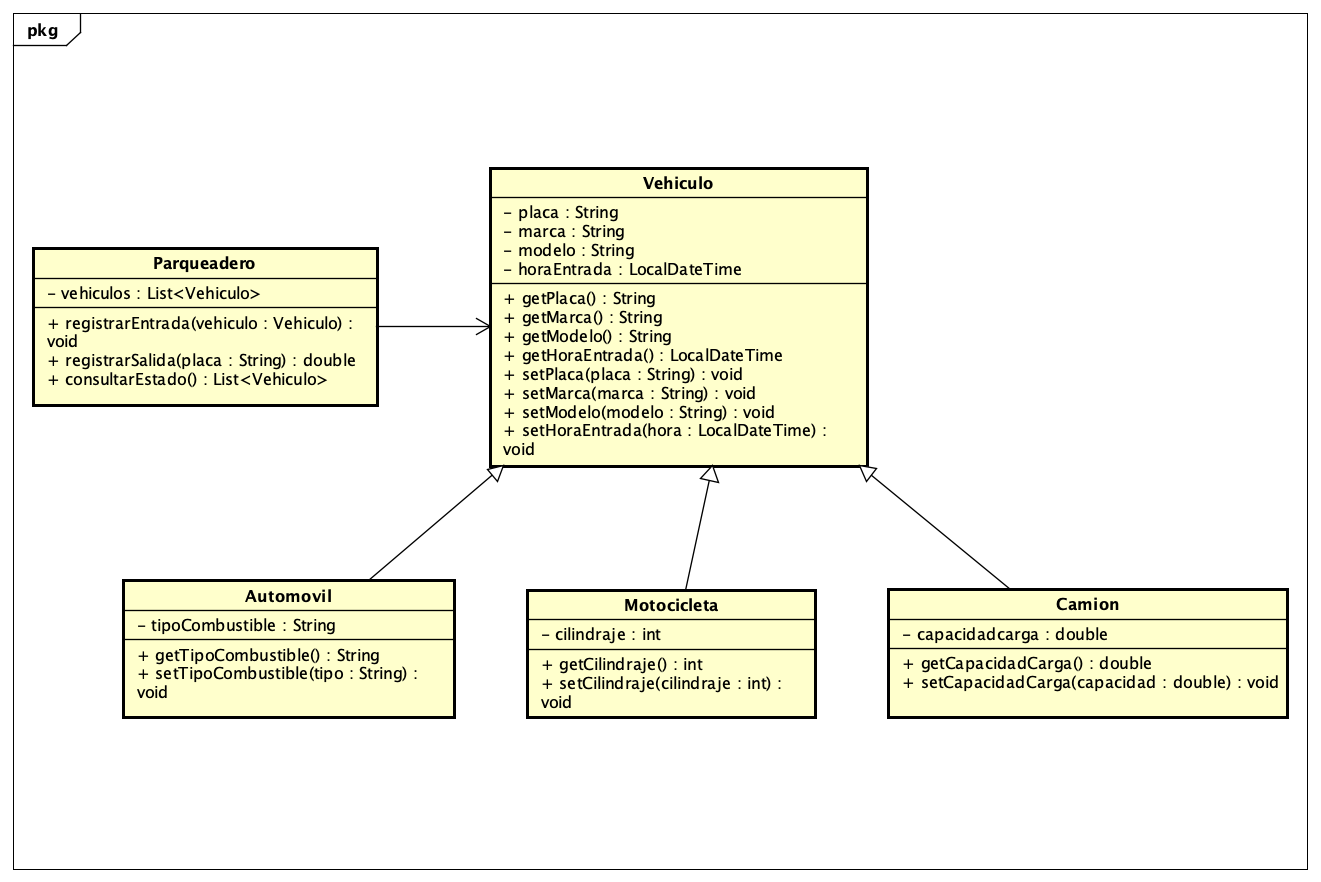 pkg
Vehiculo
- placa : String
- marca : String
- modelo : String
- horaEntrada : LocalDateTime
+ getPlaca() : String
+ getMarca() : String
+ getModelo() : String
+ getHoraEntrada() : LocalDateTime
+ setPlaca(placa : String) : void
+ setMarca(marca : String) : void
+ setModelo(modelo : String) : void
+ setHoraEntrada(hora : LocalDateTime) :
void
Parqueadero
- vehiculos : List<Vehiculo>
+ registrarEntrada(vehiculo : Vehiculo) :
void
+ registrarSalida(placa : String) : double
+ consultarEstado() : List<Vehiculo>
Automovil
- tipoCombustible : String
+ getTipoCombustible() : String
+ setTipoCombustible(tipo : String) :
void
Motocicleta
- cilindraje : int
+ getCilindraje() : int
+ setCilindraje(cilindraje : int) :
void
Camion
- capacidadcarga : double
+ getCapacidadCarga() : double
+ setCapacidadCarga(capacidad : double) : void